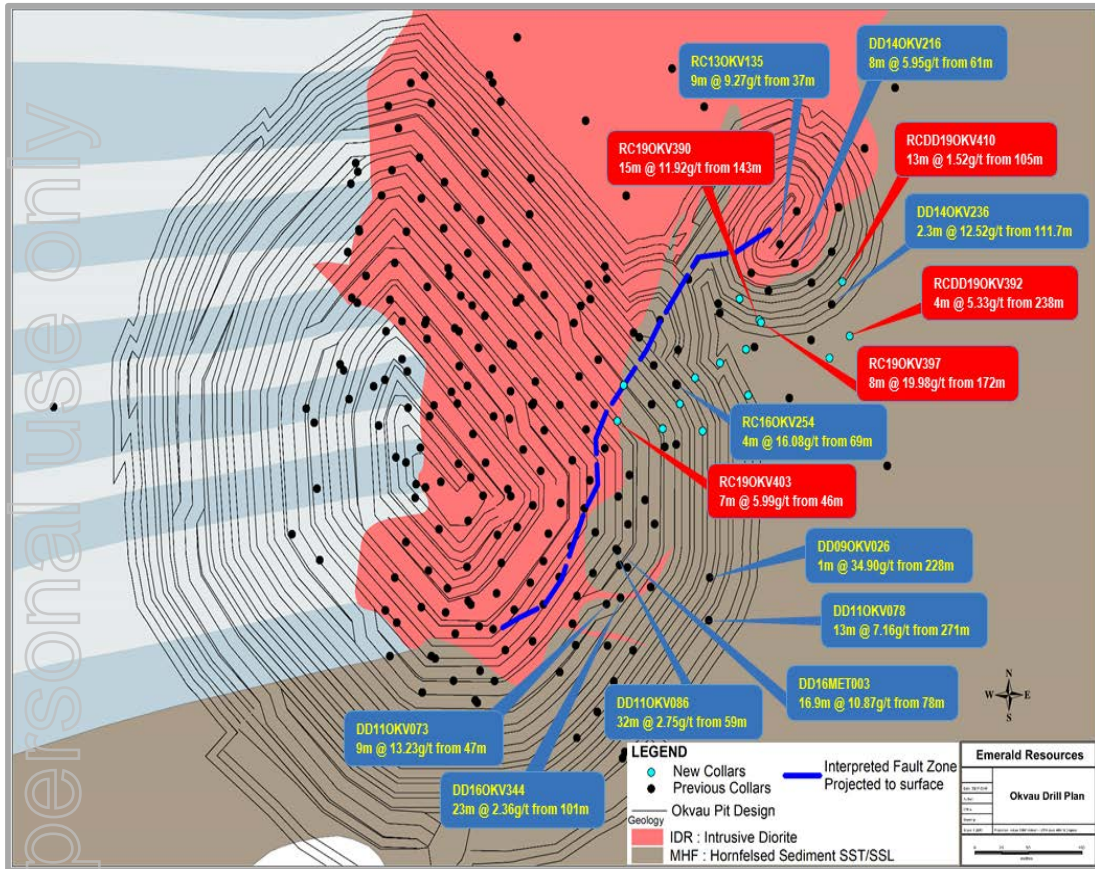 personal use only
RC13OKV135
9m @ 9.27g/t from 37m
DD14OKV216
8m @ 5.95g/t from 61m
RC19OKV390
15m @ 11.92g/t from 143m
RCDD19OKV410
13m @ 1.52g/t from 105m
DD14OKV236
2.3m @ 12.52g/t from 111.7m
RCDD19OKV392
4m @ 5.33g/t from 238m
RC19OKV397
8m @ 19.98g/t from 172m
RC16OKV254
4m @ 16.08g/t from 69m
RC19OKV403
7m @ 5.99g/t from 46m
DD09OKV026
1m @ 34.90g/t from 228m
DD11OKV078
13m @ 7.16g/t from 271m
DD16MET003
16.9m @ 10.87g/t from 78m
DD11OKV086
32m @ 2.75g/t from 59m
DD11OKV073
9m @ 13.23g/t from 47m
DD16OKV344
23m @ 2.36g/t from 101m
N
W E
S
LEGEND
New Collars
Previous Collars
Interpreted Fault Zone
Projected to surface
Okvau Pit Design
Geology
IDR : Intrusive Diorite
MHF : Hornfelsed Sediment SST/SSL
Emerald Resources
Okvau Drill Plan